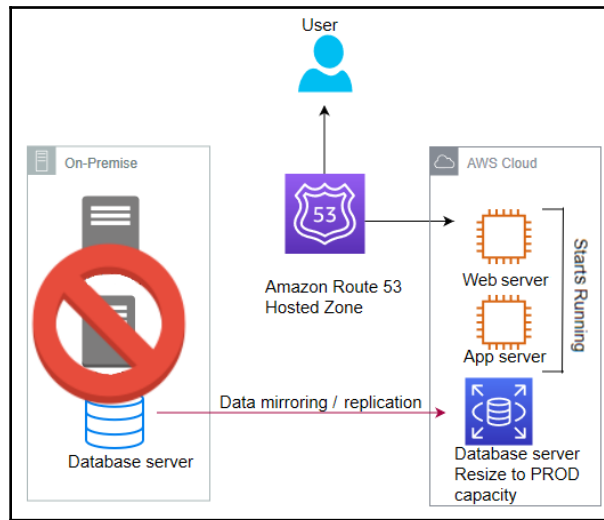 User
On-Premise
AWS Cloud
53
Amazon Route 53
Hosted Zone
Web server
App server
Starts Running
Data mirroring / replication
Database server
Database server
Resize to PROD
capacity